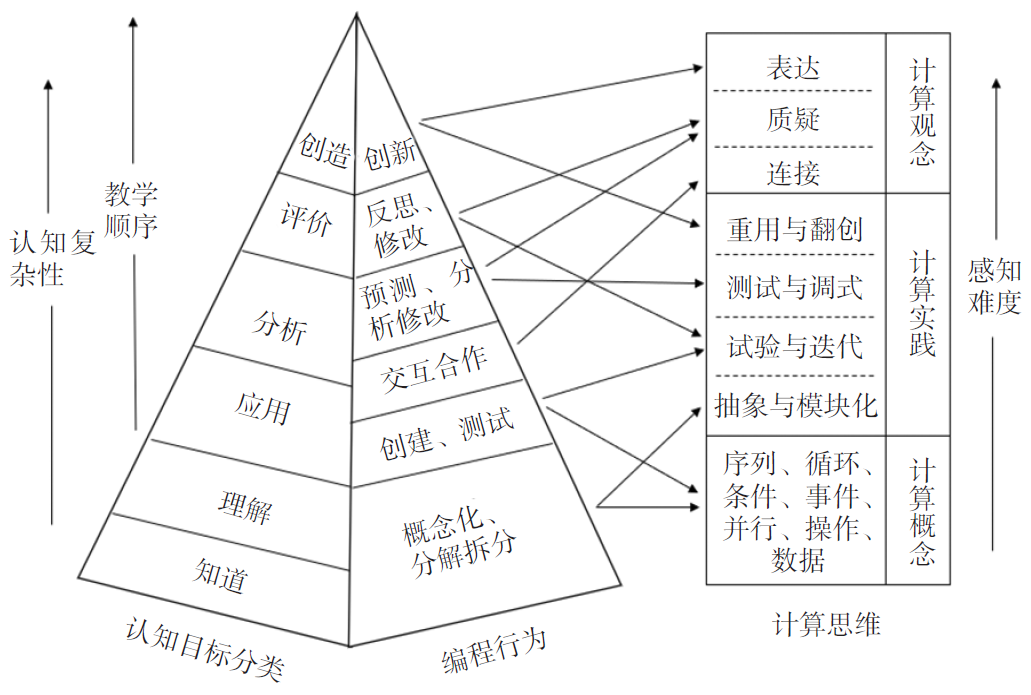 教学
顺序
认知复
杂性
创造
评价
分析
应用
理解
知道
认知目标分类
创新
反思、
修改
预测、分
析修改
交互合作
创建、测试
概念化、
分解拆分
编程行为
表达
质疑
连接
计算观念
重用与翻创
测试与调式
试验与迭代
抽象与模块化
计算实践
序列、循环、
条件、事件、
并行、操作、
数据
计算概念
计算思维
感知
难度